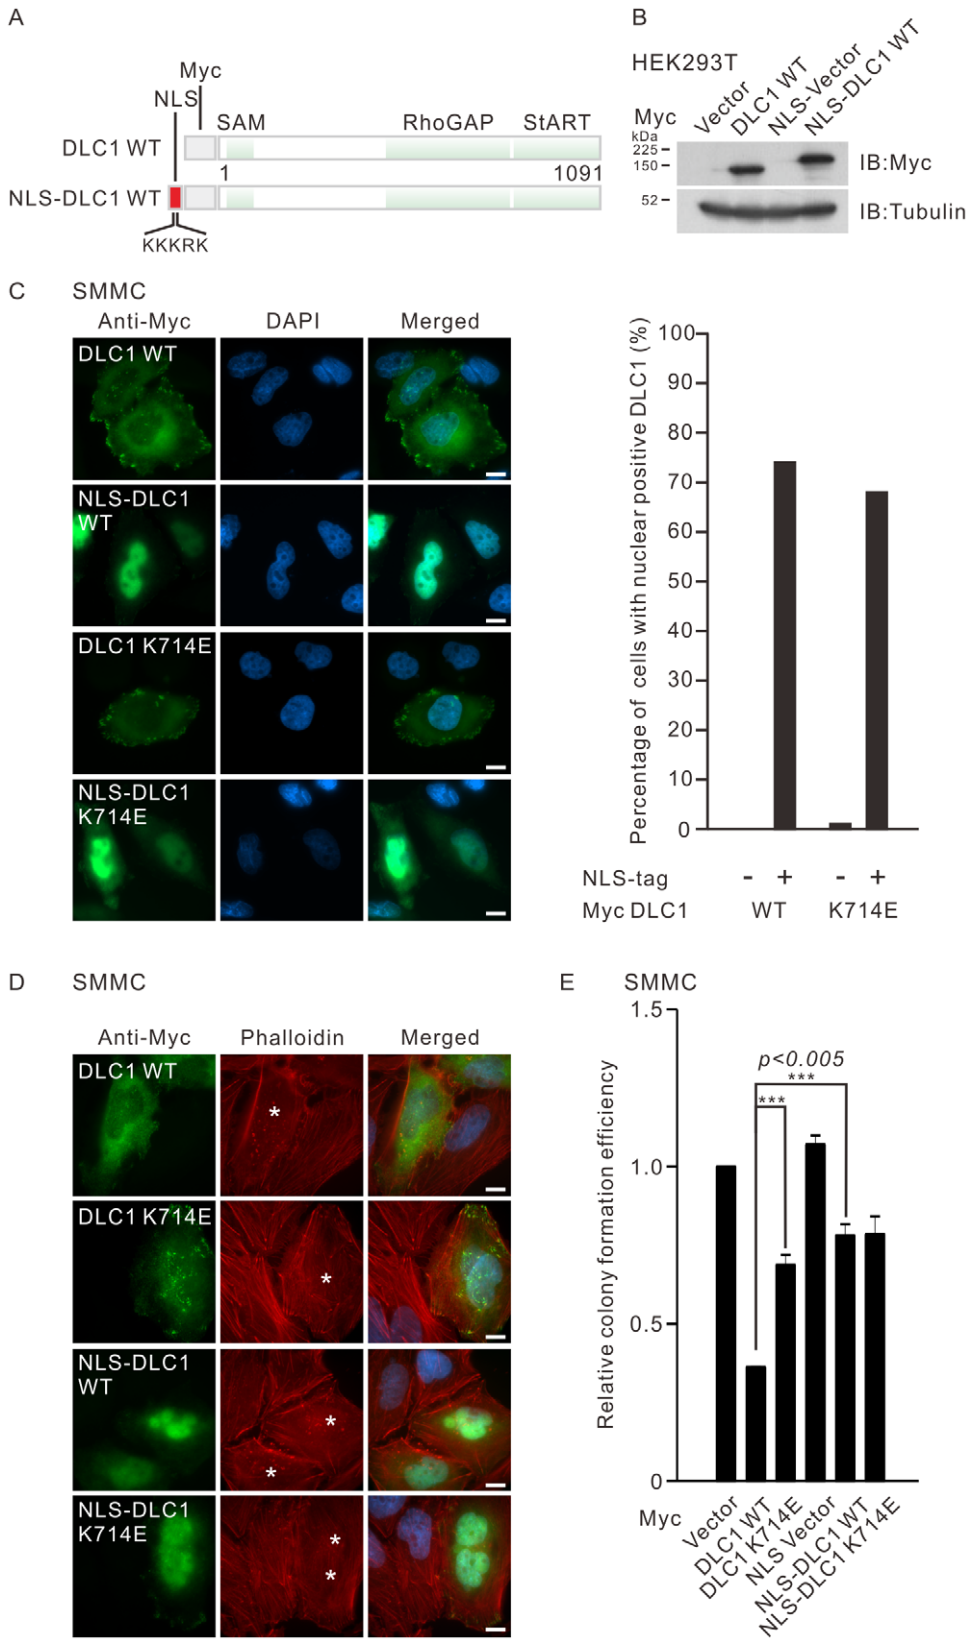 A
Myc
NLS
SAM RhoGAP StART
DLC1 WT
1 1091
NLS-DLC1 WT
KKKRK
B
HEK293T
Myc Vector DLC1 WT NLS-Vector NLS-DLC1 WT
kDa
225
150
IB:Myc
52
IB:Tubulin
C SMMC
Anti-Myc DAPI Merged
DLC1 WT
NLS-DLC1
WT
DLC1 K714E
NLS-DLC1
K714E
Percentage of cells with nuclear positive DLC1 (%)
100
90
80
70
60
50
40
30
20
10
0
NLS-tag - + - +
Myc DLC1 WT K714E
D SMMC
Anti-Myc Phalloidin Merged
DLC1 WT
*
DLC1 K714E
*
NLS-DLC1
WT
*
*
NLS-DLC1
K714E
*
*
E SMMC
Relative colony formation efficiency
1.5
1.0
0.5
0
p<0.005
***
***
Myc Vector DLC1 WT DLC1 K714E NLS Vector NLS-DLC1 WT NLS-DLC1 K714E